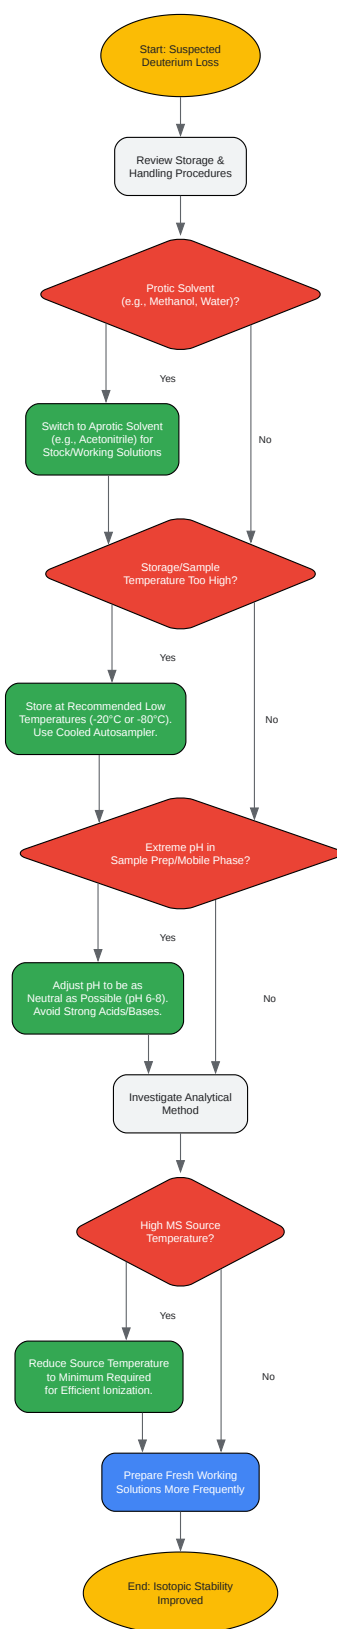 Start: Suspected
Deuterium Loss
Review Storage &
Handling Procedures
Protic Solvent
(e.g., Methanol, Water)?
Yes
Switch to Aprotic Solvent
(e.g., Acetonitrile) for
Stock/Working Solutions
No
Storage/Sample
Temperature Too High?
Yes
Store at Recommended Low
Temperatures (-20°C or -80°C).
Use Cooled Autosampler.
No
Extreme pH in
Sample Prep/Mobile Phase?
Yes
Adjust pH to be as
Neutral as Possible (pH 6-8).
Avoid Strong Acids/Bases.
No
Investigate Analytical
Method
High MS Source
Temperature?
Yes
Reduce Source Temperature
to Minimum Required
for Efficient Ionization.
No
Prepare Fresh Working
Solutions More Frequently
End: Isotopic Stability
Improved